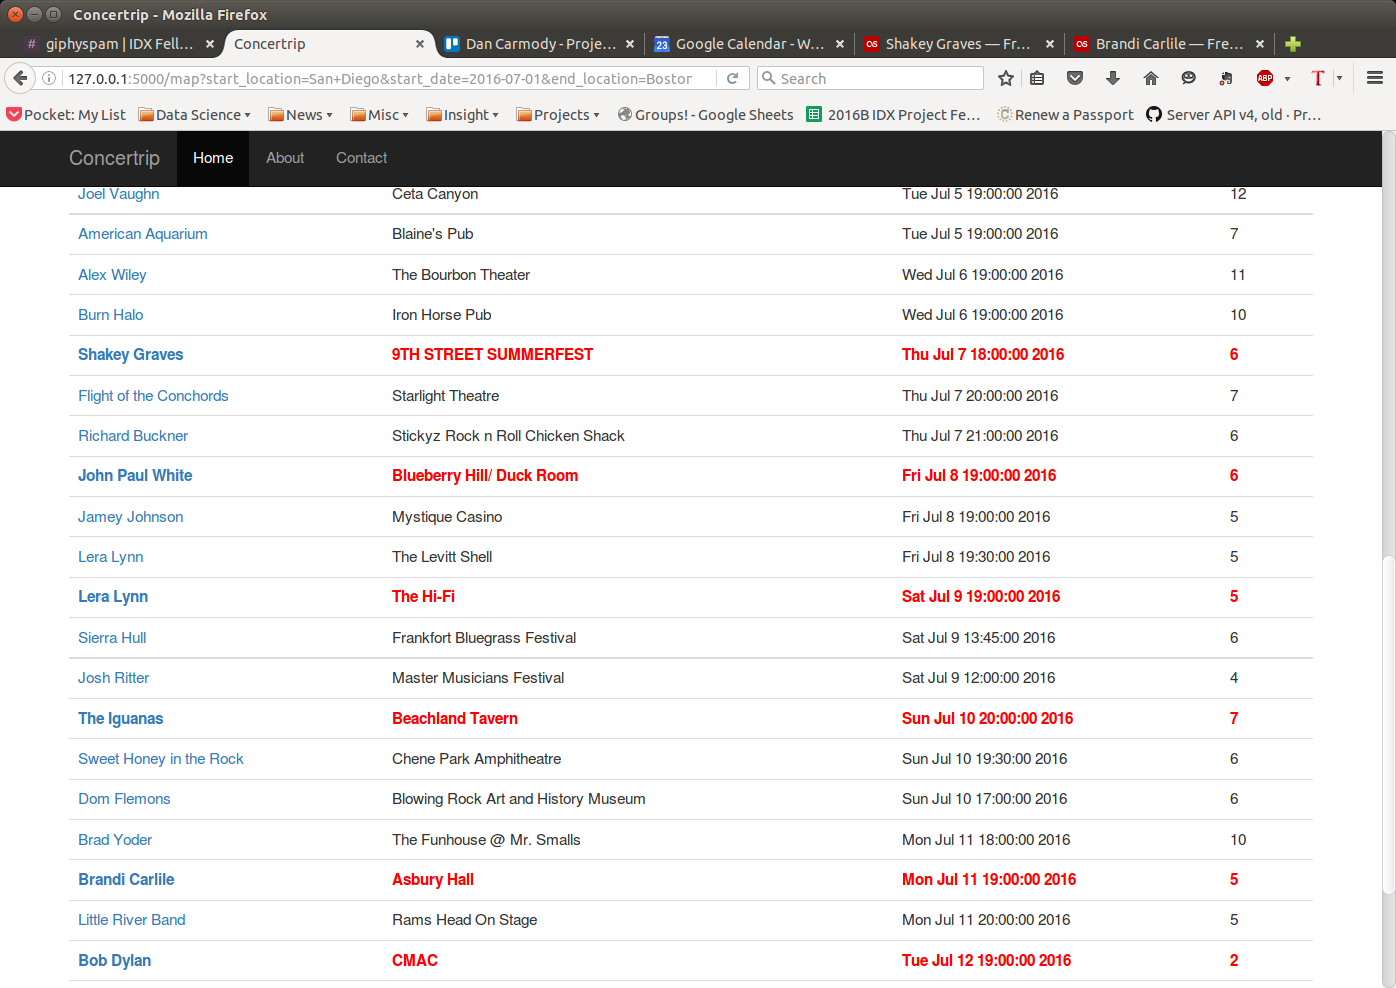 Concertrip - Mozilla Firefox
# giphyspam | IDX Fell... × Concertrip × Dan Carmody - Proje... × 23 Google Calendar - W... × os Shakey Graves — Fr... × os Brandi Carlile — Fre... ×
127.0.0.1:5000/map?start_location=San+Diego&start_date=2016-07-01&end_location=Boston Search ABP T
Pocket: My List Data Science News Misc Insight Projects Groups! - Google Sheets 2016B IDX Project Fe... Renew a Passport Server API v4, old · Pr...
Concertrip Home About Contact
Joel Vaughn Ceta Canyon Tue Jul 5 19:00:00 2016 12
American Aquarium Blaine's Pub Tue Jul 5 19:00:00 2016 7
Alex Wiley The Bourbon Theater Wed Jul 6 19:00:00 2016 11
Burn Halo Iron Horse Pub Wed Jul 6 19:00:00 2016 10
Shakey Graves 9TH STREET SUMMERFEST Thu Jul 7 18:00:00 2016 6
Flight of the Conchords Starlight Theatre Thu Jul 7 20:00:00 2016 7
Richard Buckner Stickyz Rock n Roll Chicken Shack Thu Jul 7 21:00:00 2016 6
John Paul White Blueberry Hill/ Duck Room Fri Jul 8 19:00:00 2016 6
Jamey Johnson Mystique Casino Fri Jul 8 19:00:00 2016 5
Lera Lynn The Levitt Shell Fri Jul 8 19:30:00 2016 5
Lera Lynn The Hi-Fi Sat Jul 9 19:00:00 2016 5
Sierra Hull Frankfort Bluegrass Festival Sat Jul 9 13:45:00 2016 6
Josh Ritter Master Musicians Festival Sat Jul 9 12:00:00 2016 4
The Iguanas Beachland Tavern Sun Jul 10 20:00:00 2016 7
Sweet Honey in the Rock Chene Park Amphitheatre Sun Jul 10 19:30:00 2016 6
Dom Flemons Blowing Rock Art and History Museum Sun Jul 10 17:00:00 2016 6
Brad Yoder The Funhouse @ Mr. Smalls Mon Jul 11 18:00:00 2016 10
Brandi Carlile Asbury Hall Mon Jul 11 19:00:00 2016 5
Little River Band Rams Head On Stage Mon Jul 11 20:00:00 2016 5
Bob Dylan CMAC Tue Jul 12 19:00:00 2016 2